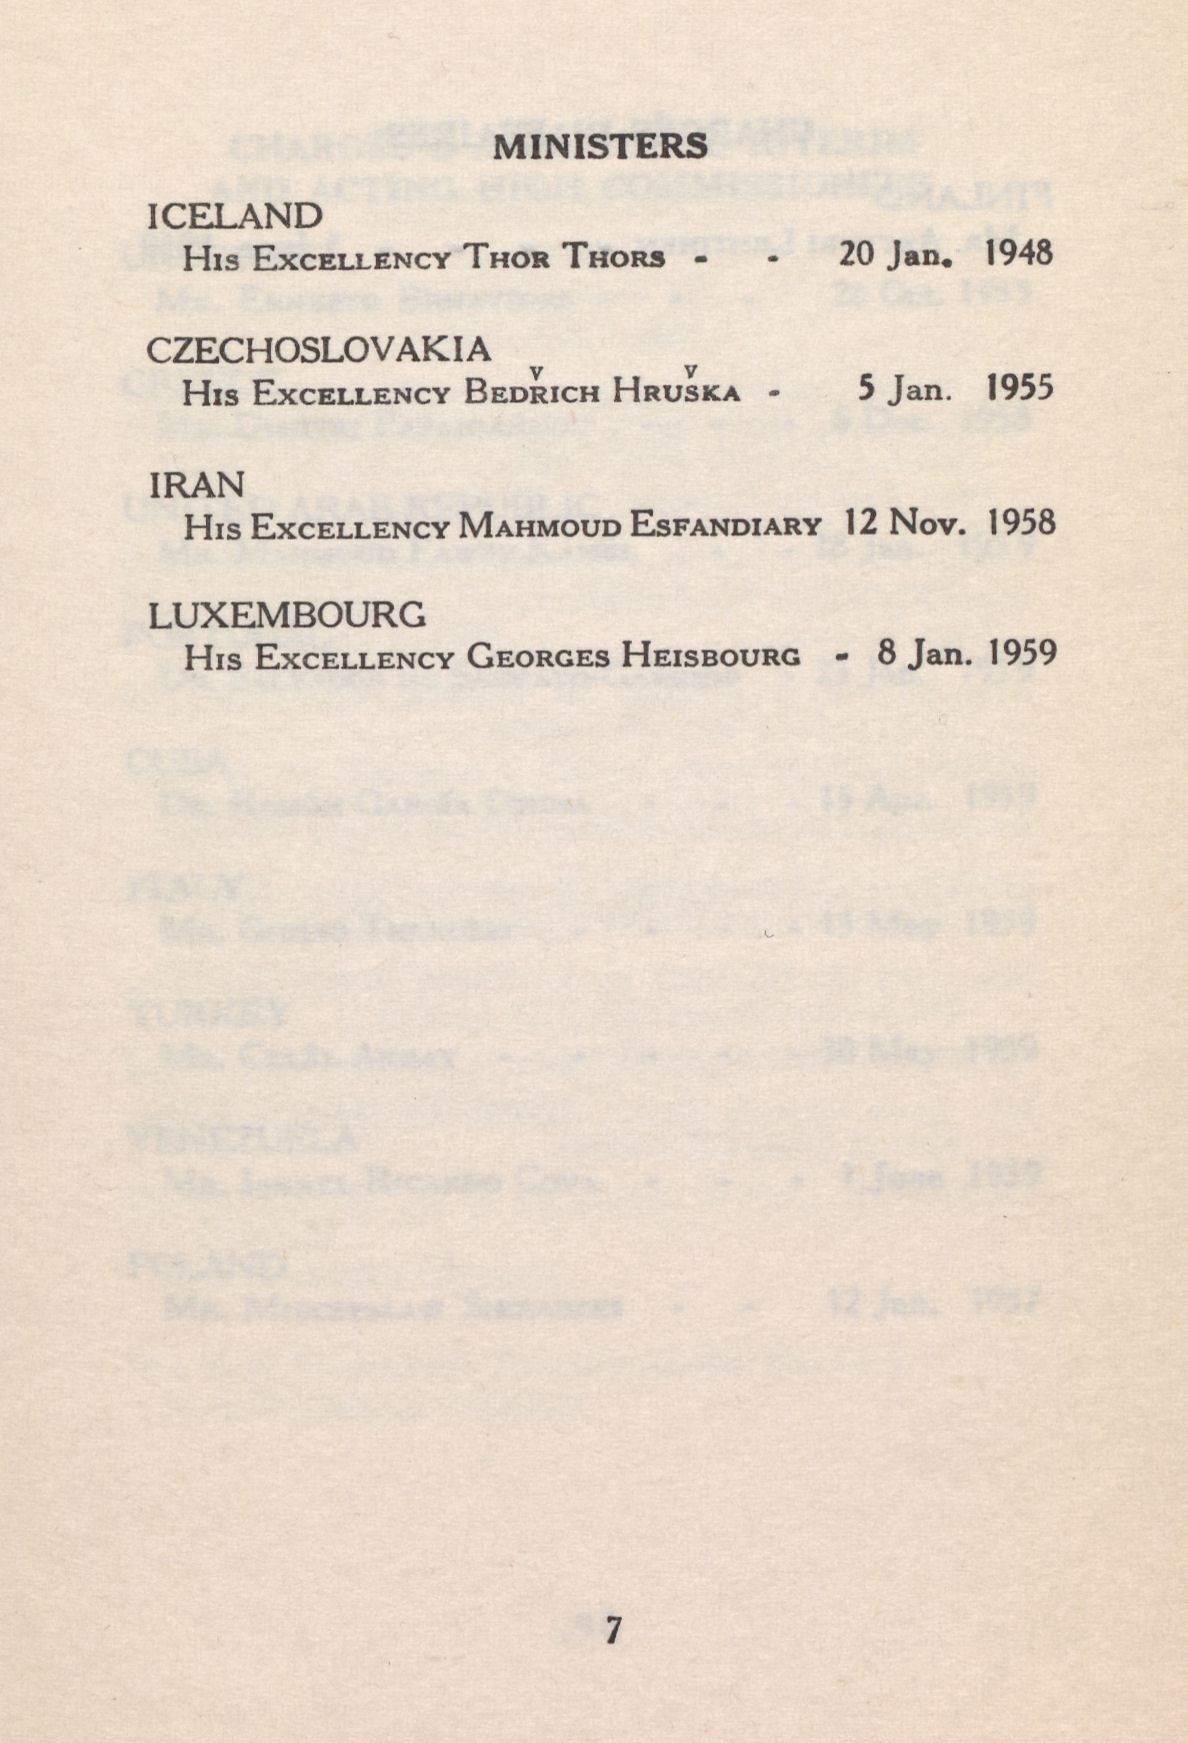 MINISTERS
ICELAND
His Excellency Thor Thors - - 20 Jan. 1948
CZECHOSLOVAKIA
His Excellency Bedřich Hruška - 5 Jan. 1955
IRAN
His Excellency Mahmoud Esfandiary 12 Nov. 1958
LUXEMBOURG
His Excellency Georges Heisbourg - 8 Jan. 1959
7